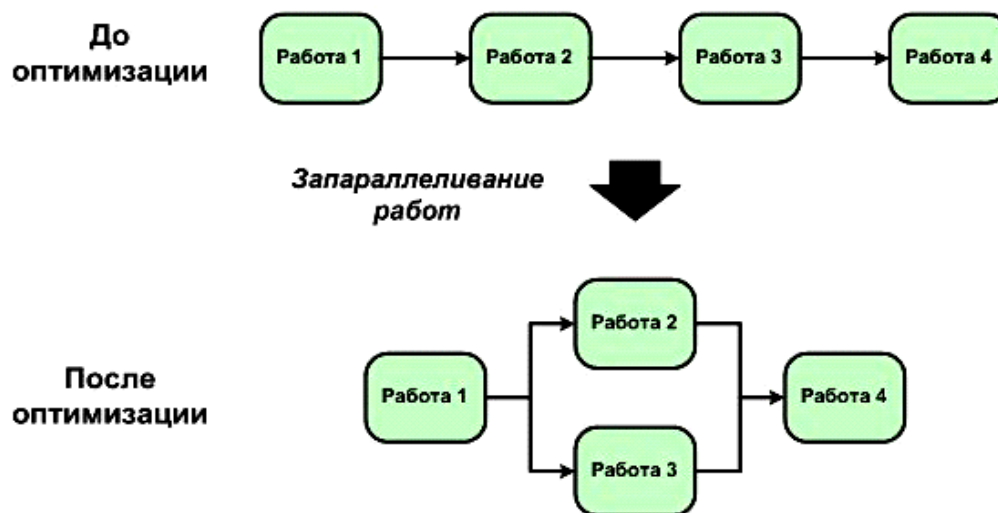 До
оптимизации
Работа 1
Работа 2
Работа 3
Работа 4
Запараллеливание
работ
После
оптимизации
Работа 1
Работа 2
Работа 3
Работа 4